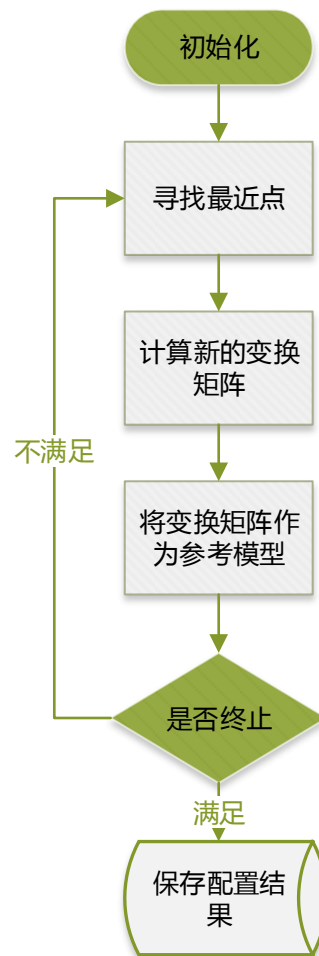 初始化
寻找最近点
计算新的变换
矩阵
不满足
将变换矩阵作
为参考模型
是否终止
满足
保存配置结
果